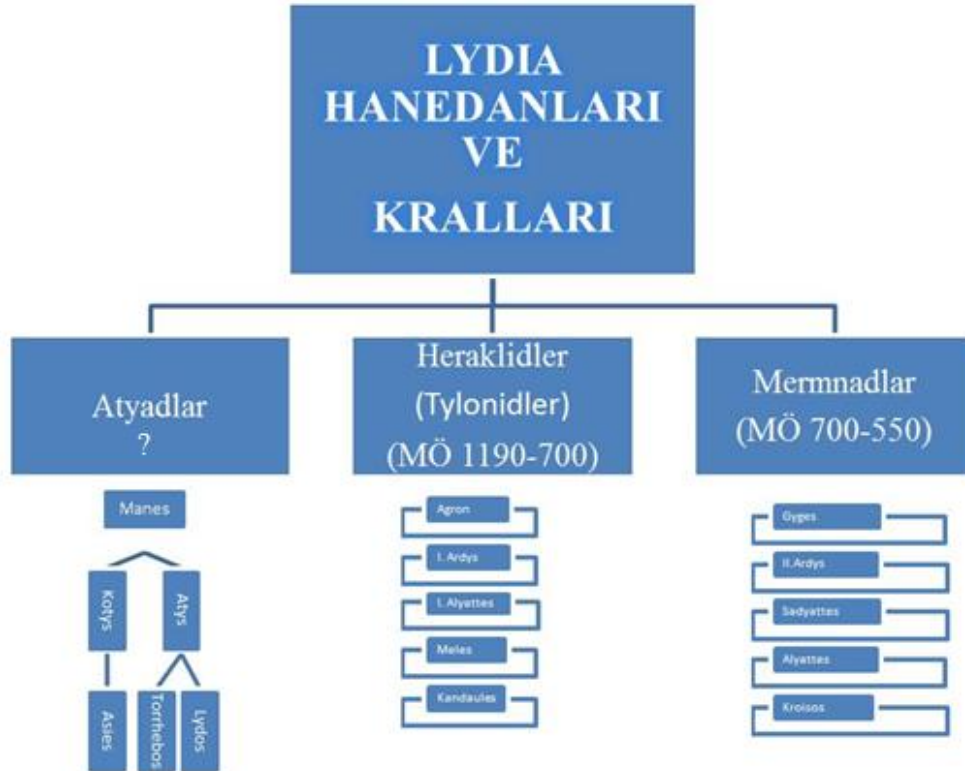 LYDIA
HANEDANLARI
VE
KRALLARI
Atyadlar
?
Heraklidler
(Tylonidler)
(MÖ 1190-700)
Mermnadlar
(MÖ 700-550)
Manes
Kotys
Atys
Asies
Torrhebos
Lydos
Agron
I. Ardys
I. Alyattes
Meles
Kandaules
Gyges
II.Ardys
Sadyattes
Alyattes
Kroisos